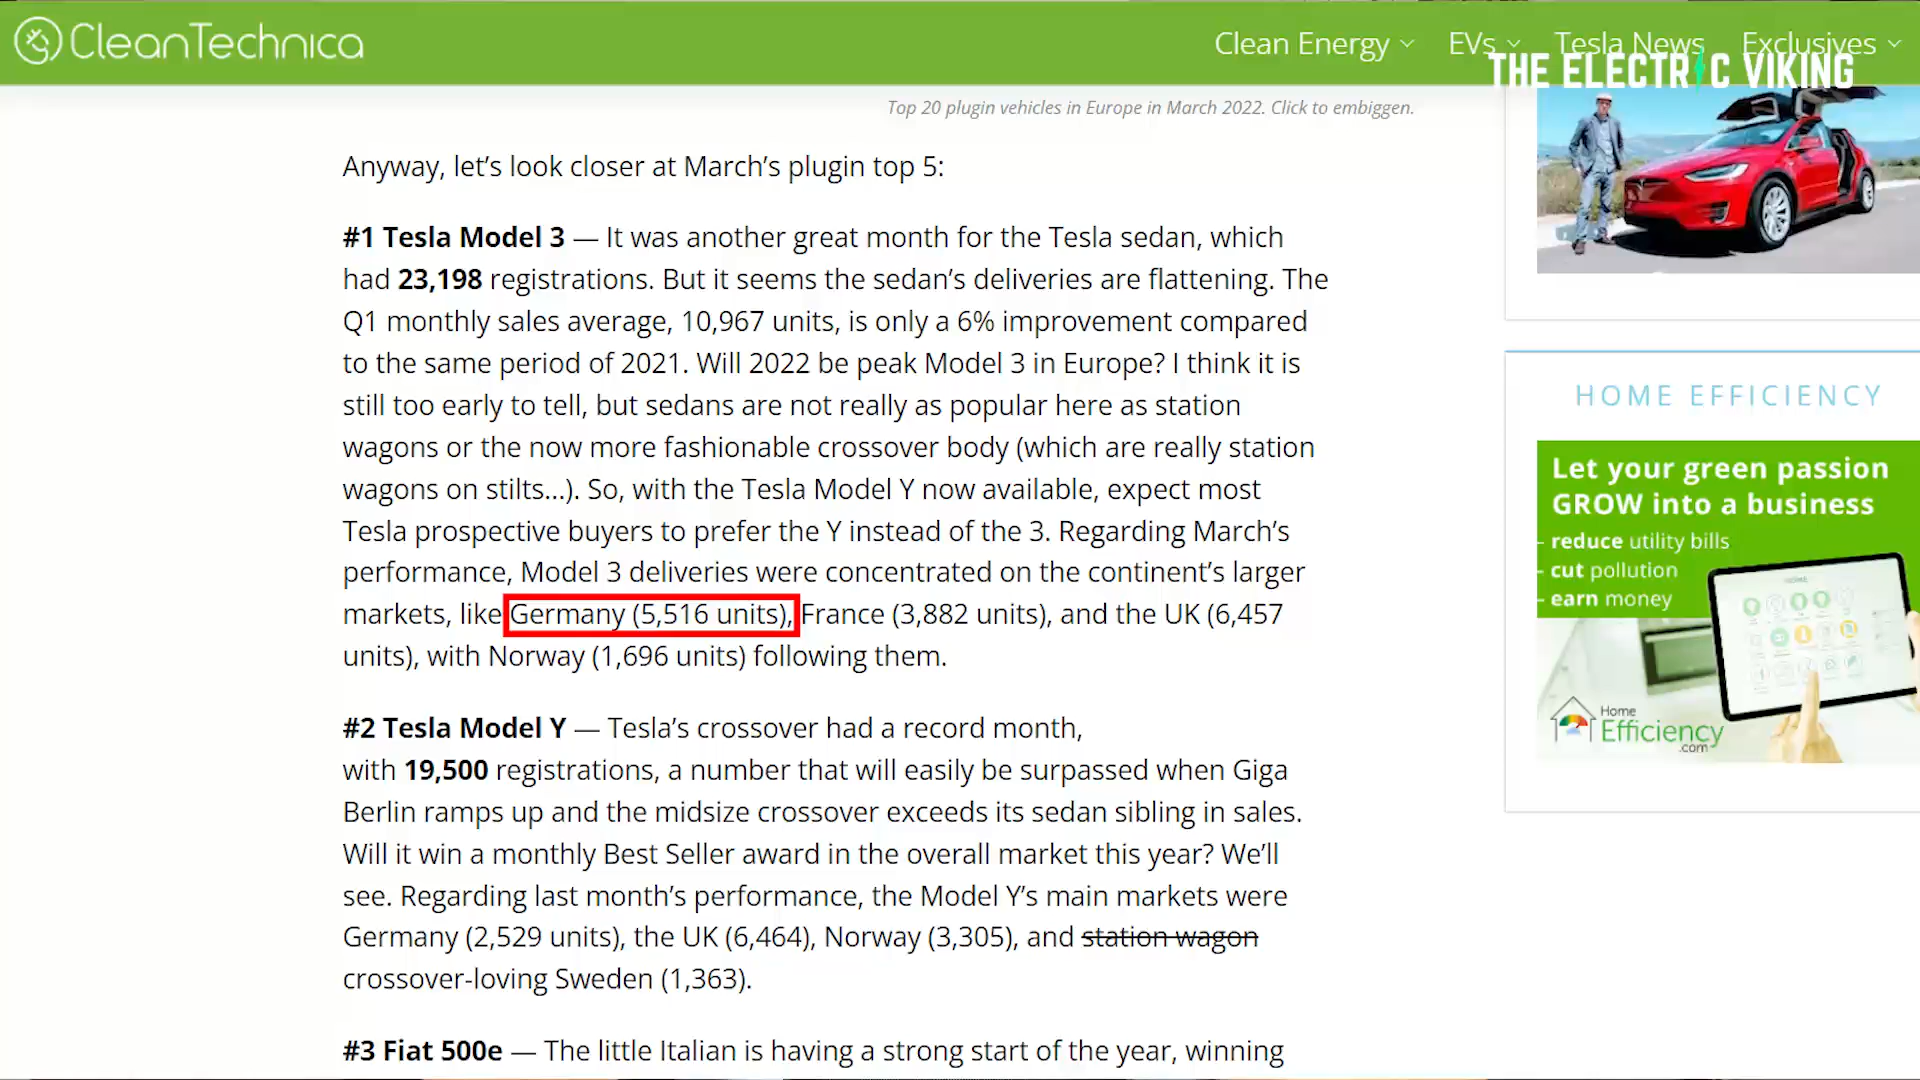 CleanTechnica
Clean Energy
EVs
Tesla News
Exclusives
THE ELECTRIC VIKING
Top 20 plugin vehicles in Europe in March 2022. Click to embiggen.
Anyway, let’s look closer at March’s plugin top 5:
#1 Tesla Model 3 — It was another great month for the Tesla sedan, which
had 23,198 registrations. But it seems the sedan’s deliveries are flattening. The
Q1 monthly sales average, 10,967 units, is only a 6% improvement compared
to the same period of 2021. Will 2022 be peak Model 3 in Europe? I think it is
still too early to tell, but sedans are not really as popular here as station
wagons or the now more fashionable crossover body (which are really station
wagons on stilts…). So, with the Tesla Model Y now available, expect most
Tesla prospective buyers to prefer the Y instead of the 3. Regarding March’s
performance, Model 3 deliveries were concentrated on the continent’s larger
markets, like Germany (5,516 units), France (3,882 units), and the UK (6,457
units), with Norway (1,696 units) following them.
#2 Tesla Model Y — Tesla’s crossover had a record month,
with 19,500 registrations, a number that will easily be surpassed when Giga
Berlin ramps up and the midsize crossover exceeds its sedan sibling in sales.
Will it win a monthly Best Seller award in the overall market this year? We’ll
see. Regarding last month’s performance, the Model Y’s main markets were
Germany (2,529 units), the UK (6,464), Norway (3,305), and station wagon
crossover-loving Sweden (1,363).
#3 Fiat 500e — The little Italian is having a strong start of the year, winning
HOME EFFICIENCY
Let your green passion
GROW into a business
- reduce utility bills
- cut pollution
- earn money
Home
Efficiency
.com